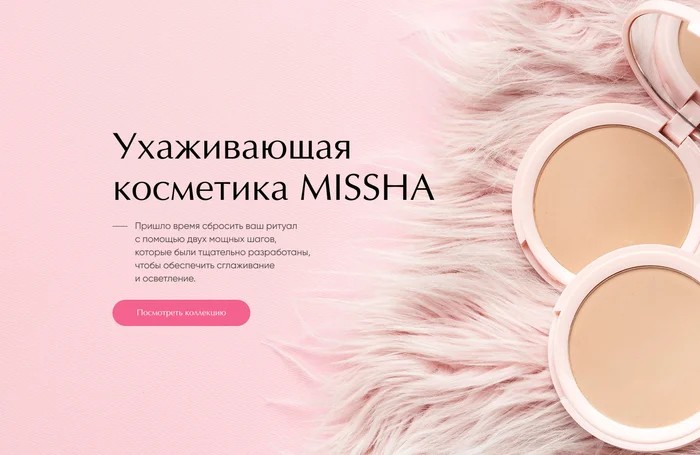 Ухаживающая
косметика MISSHA
Пришло время сбросить ваш ритуал
с помощью двух мощных шагов,
которые были тщательно разработаны,
чтобы обеспечить сглаживание
и осветление.
Посмотреть коллекцию